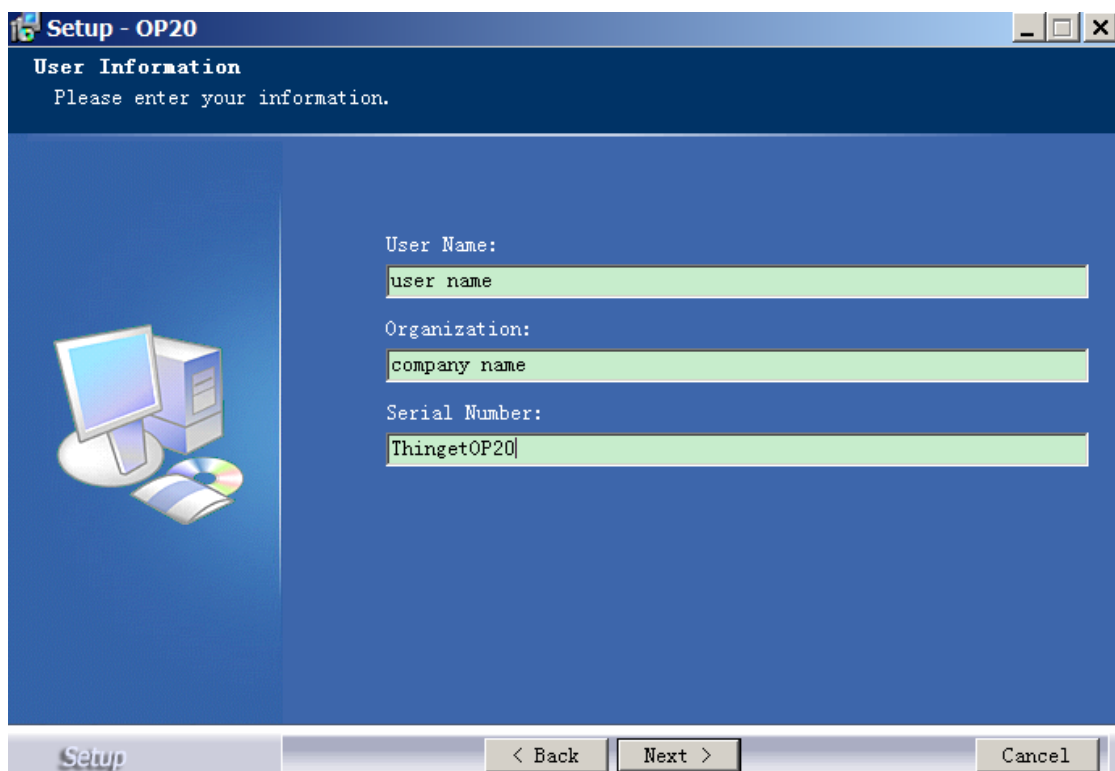 Setup - OP20
User Information
Please enter your information.
User Name:
user name
Organization:
company name
Serial Number:
ThingetOP20
Setup
< Back
Next >
Cancel